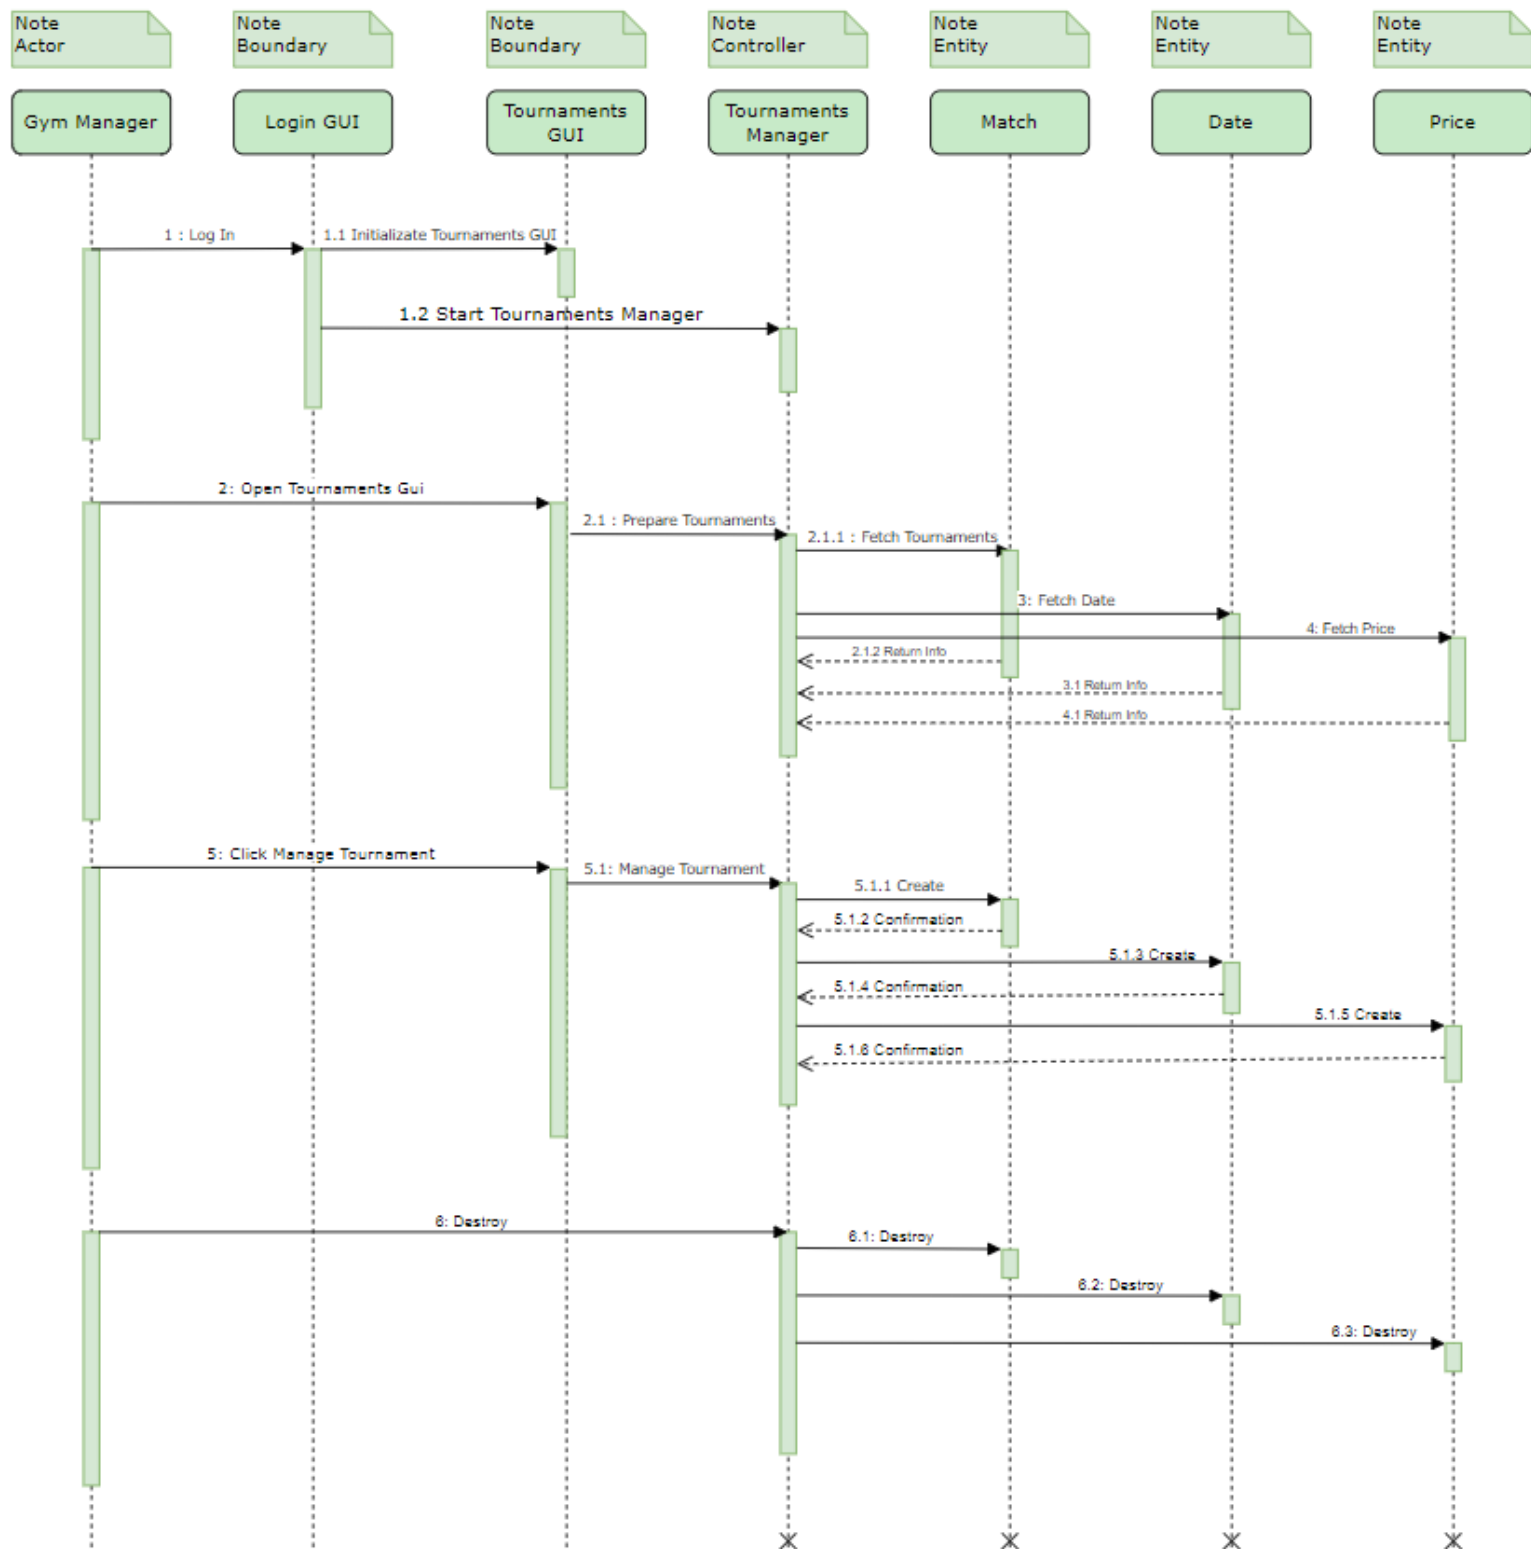 Note
Actor
Note
Boundary
Note
Boundary
Note
Controller
Note
Entity
Note
Entity
Note
Entity
Gym Manager
Login GUI
Tournaments
GUI
Tournaments
Manager
Match
Date
Price
1 : Log In
1.1 Initializate Tournaments GUI
1.2 Start Tournaments Manager
2: Open Tournaments Gui
2.1 : Prepare Tournaments
2.1.1 : Fetch Tournaments
3: Fetch Date
4: Fetch Price
2.1.2 Return Info
3.1 Return Info
4.1 Return Info
5: Click Manage Tournament
5.1: Manage Tournament
5.1.1 Create
5.1.2 Confirmation
5.1.3 Create
5.1.4 Confirmation
5.1.5 Create
5.1.6 Confirmation
6: Destroy
6.1: Destroy
6.2: Destroy
6.3: Destroy